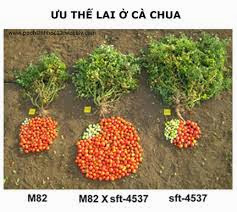 ƯU THẾ LAI Ở CÀ CHUA
M82
M82 X sft-4537
sft-4537